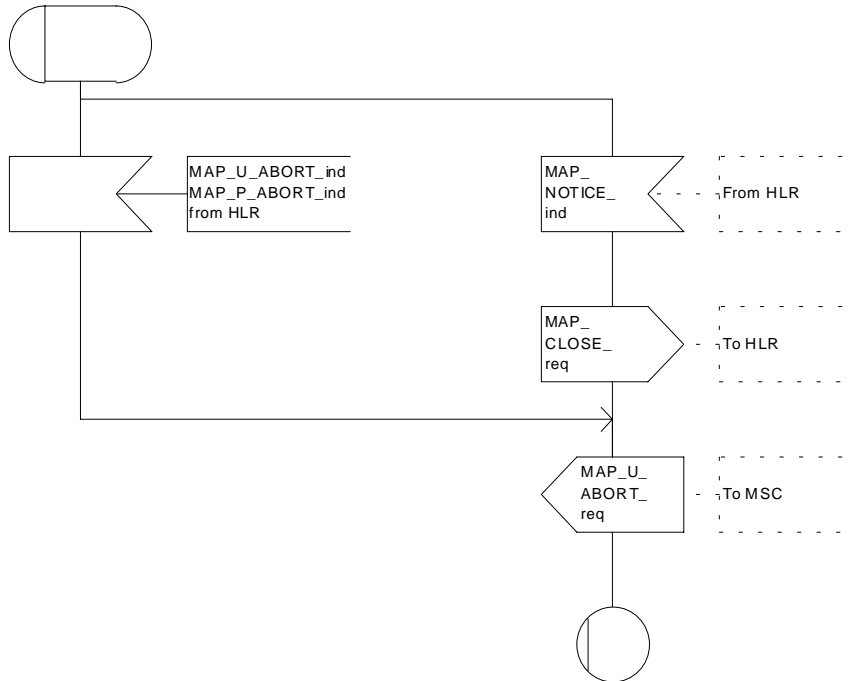 MAP_U_ABORT_ind
MAP_P_ABORT_ind
from HLR
MAP_
NOTICE_
ind
From HLR
MAP_
CLOSE_
req
To HLR
MAP_U_
ABORT_
req
To MSC